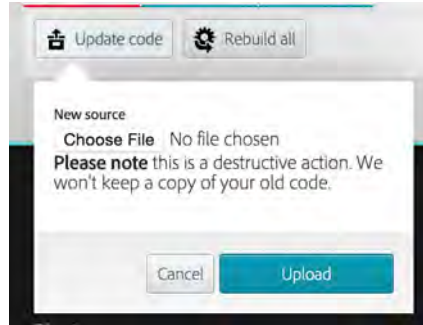 Update code Rebuild all
New source
Choose File No file chosen
Please note this is a destructive action. We
won't keep a copy of your old code.
Cancel Upload